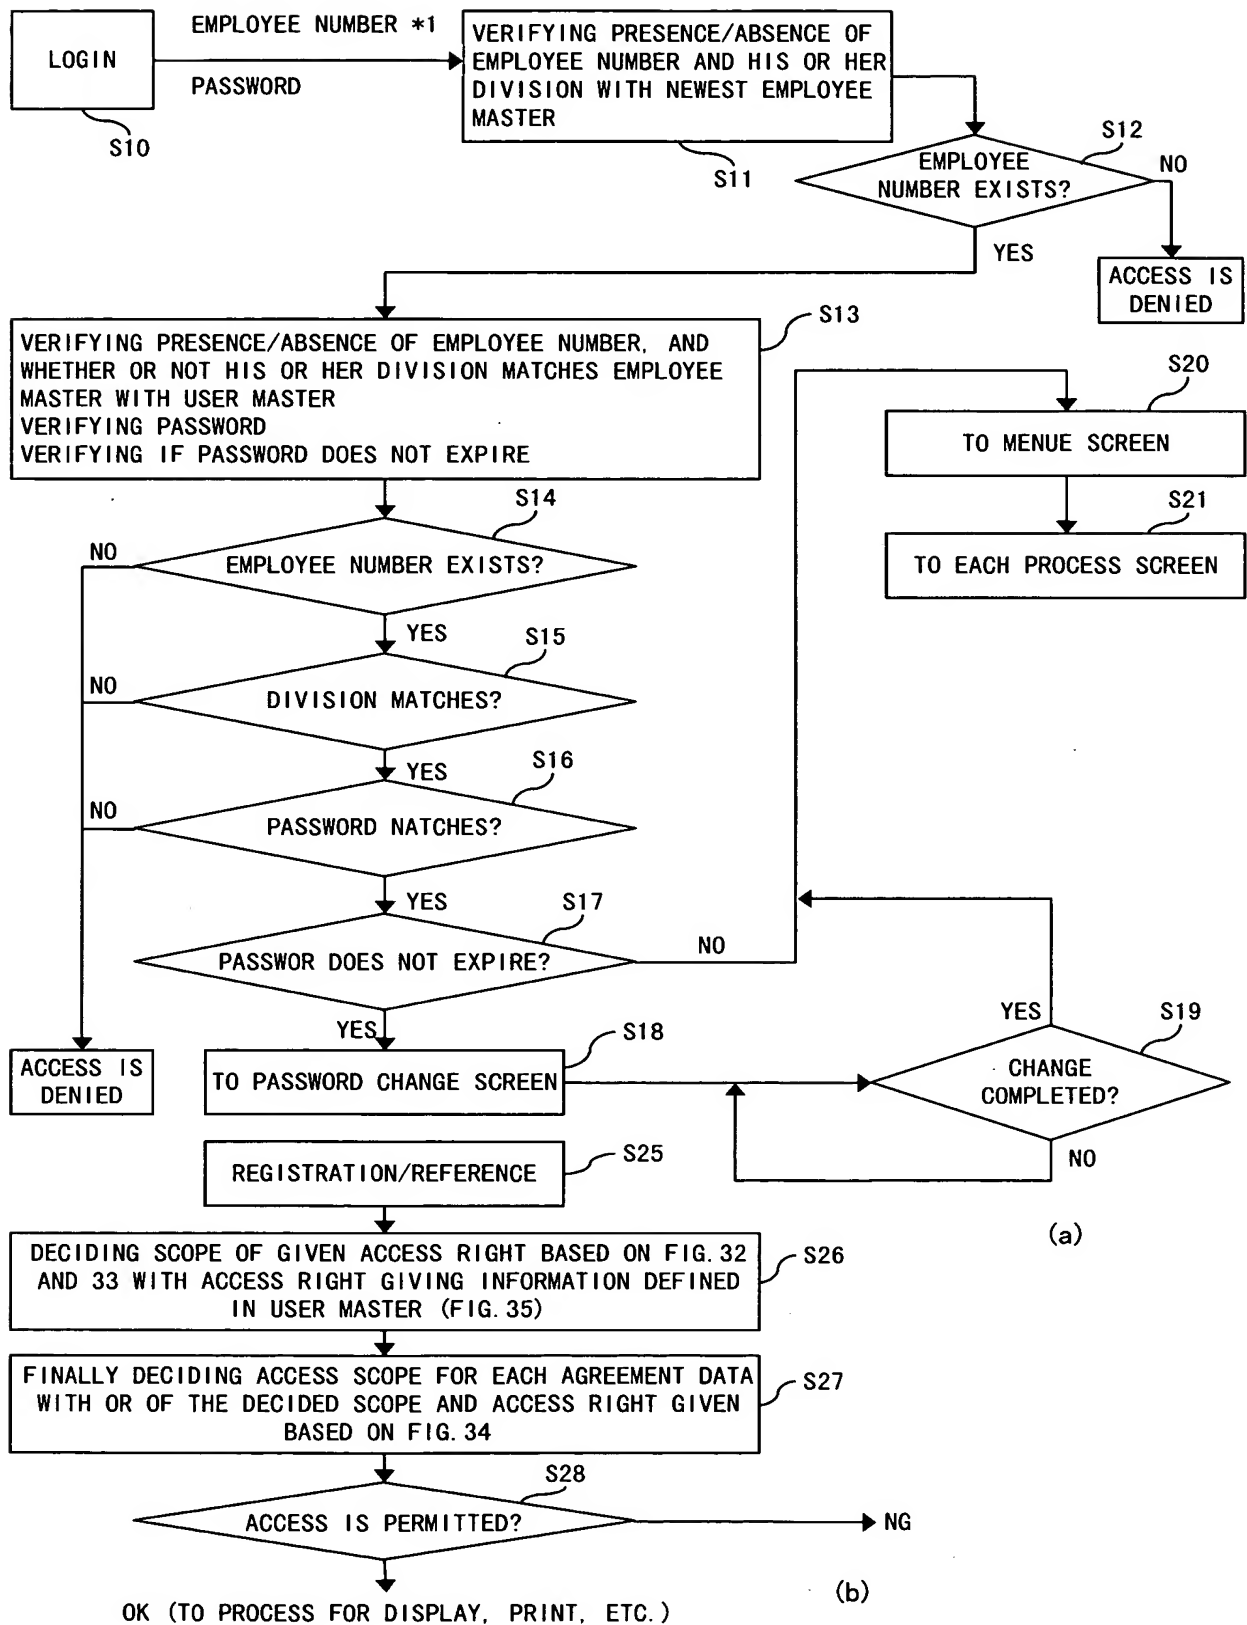 LOGIN
S10
EMPLOYEE NUMBER *1
PASSWORD
VERIFYING PRESENCE/ABSENCE OF
EMPLOYEE NUMBER AND HIS OR HER
DIVISION WITH NEWEST EMPLOYEE
MASTER
S11
S12
EMPLOYEE
NUMBER EXISTS?
NO
YES
ACCESS IS
DENIED
S13
VERIFYING PRESENCE/ABSENCE OF EMPLOYEE NUMBER, AND
WHETHER OR NOT HIS OR HER DIVISION MATCHES EMPLOYEE
MASTER WITH USER MASTER
VERIFYING PASSWORD
VERIFYING IF PASSWORD DOES NOT EXPIRE
S20
TO MENUE SCREEN
S21
TO EACH PROCESS SCREEN
S14
NO
EMPLOYEE NUMBER EXISTS?
YES
S15
NO
DIVISION MATCHES?
YES
S16
NO
PASSWORD NATCHES?
YES
S17
PASSWOR DOES NOT EXPIRE?
NO
YES
S18
ACCESS IS
DENIED
TO PASSWORD CHANGE SCREEN
YES
S19
CHANGE
COMPLETED?
NO
(a)
S25
REGISTRATION/REFERENCE
DECIDING SCOPE OF GIVEN ACCESS RIGHT BASED ON FIG. 32
AND 33 WITH ACCESS RIGHT GIVING INFORMATION DEFINED
IN USER MASTER (FIG. 35)
S26
FINALLY DECIDING ACCESS SCOPE FOR EACH AGREEMENT DATA
WITH OR OF THE DECIDED SCOPE AND ACCESS RIGHT GIVEN
BASED ON FIG. 34
S27
S28
ACCESS IS PERMITTED?
NG
(b)
OK (TO PROCESS FOR DISPLAY, PRINT, ETC.)